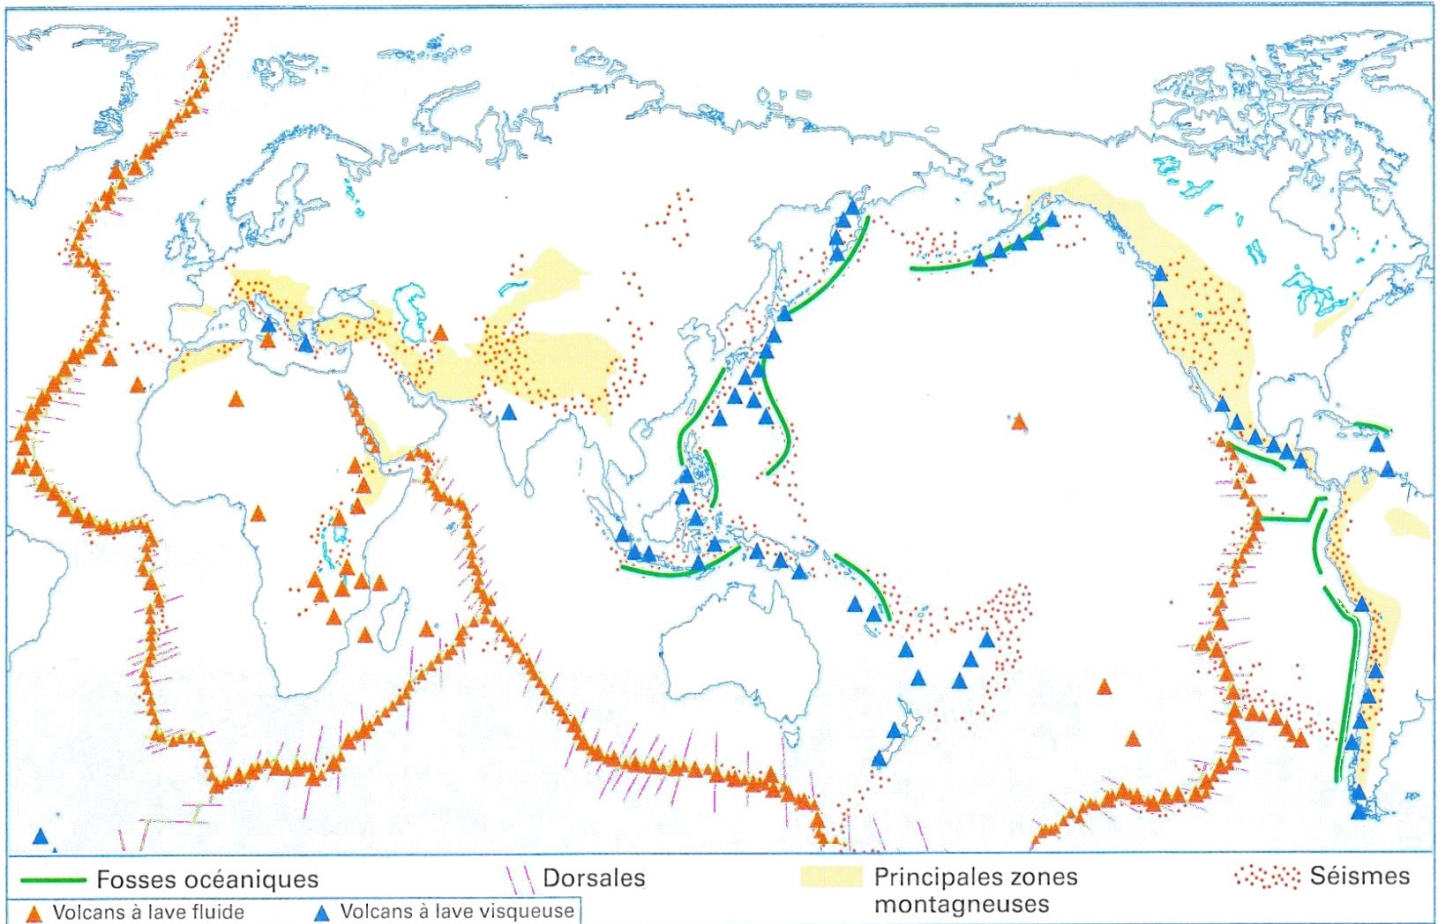 Fosses océaniques
Dorsales
Principales zones
montagneuses
Séismes
Volcans à lave fluide
Volcans à lave visqueuse